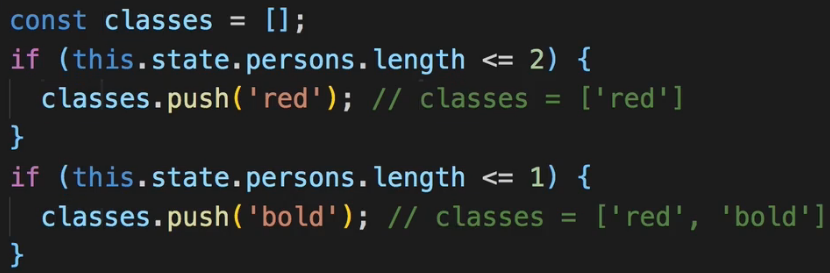 const classes = [];
if (this.state.persons.length <= 2) {
  classes.push('red'); // classes = ['red']
}
if (this.state.persons.length <= 1) {
  classes.push('bold'); // classes = ['red', 'bold']
}